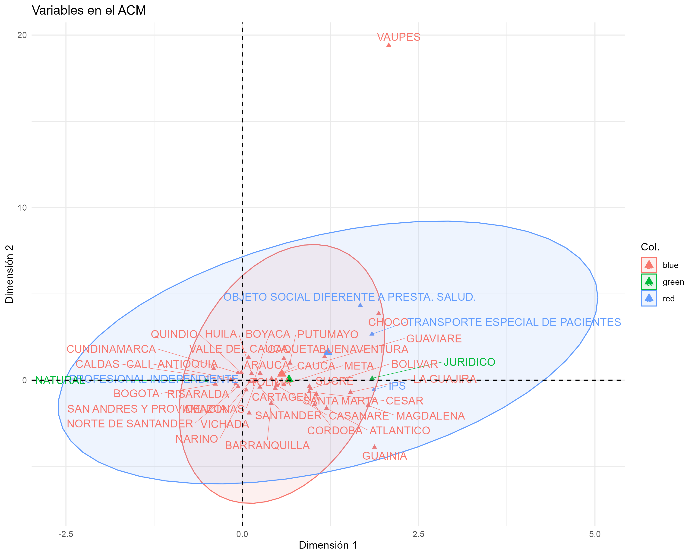 Variables en el ACM
VAUPES
20
10
0
Dimensión 2
OBJETO SOCIAL DIFERENTE A PRESTA. SALUD.
CHOCO
TRANSPORTE ESPECIAL DE PACIENTES
QUINDIO
HUILA
BOYACA
PUTUMAYO
GUAVIARE
CUNDINAMARCA
VALLE DEL CAUCA
CAQUETA
BUENAVENTURA
CALDAS
CALI
ANTIOQUIA
ARAUCA
CAUCA
META
BOLIVAR
JURIDICO
NATURAL
PROFESIONAL INDEPENDIENTE
SUCRE
LA GUAJIRA
IPS
BOGOTA
RISARALDA
CARTAGENA
SANTA MARTA
CESAR
SAN ANDRES Y PROVIDENCIA
AMAZONAS
SANTANDER
CASANARE
MAGDALENA
NORTE DE SANTANDER
VICHADA
CORDOBA
ATLANTICO
NARINO
BARRANQUILLA
GUAINIA
-2.5
0.0
2.5
5.0
Dimensión 1
Col.
blue
green
red